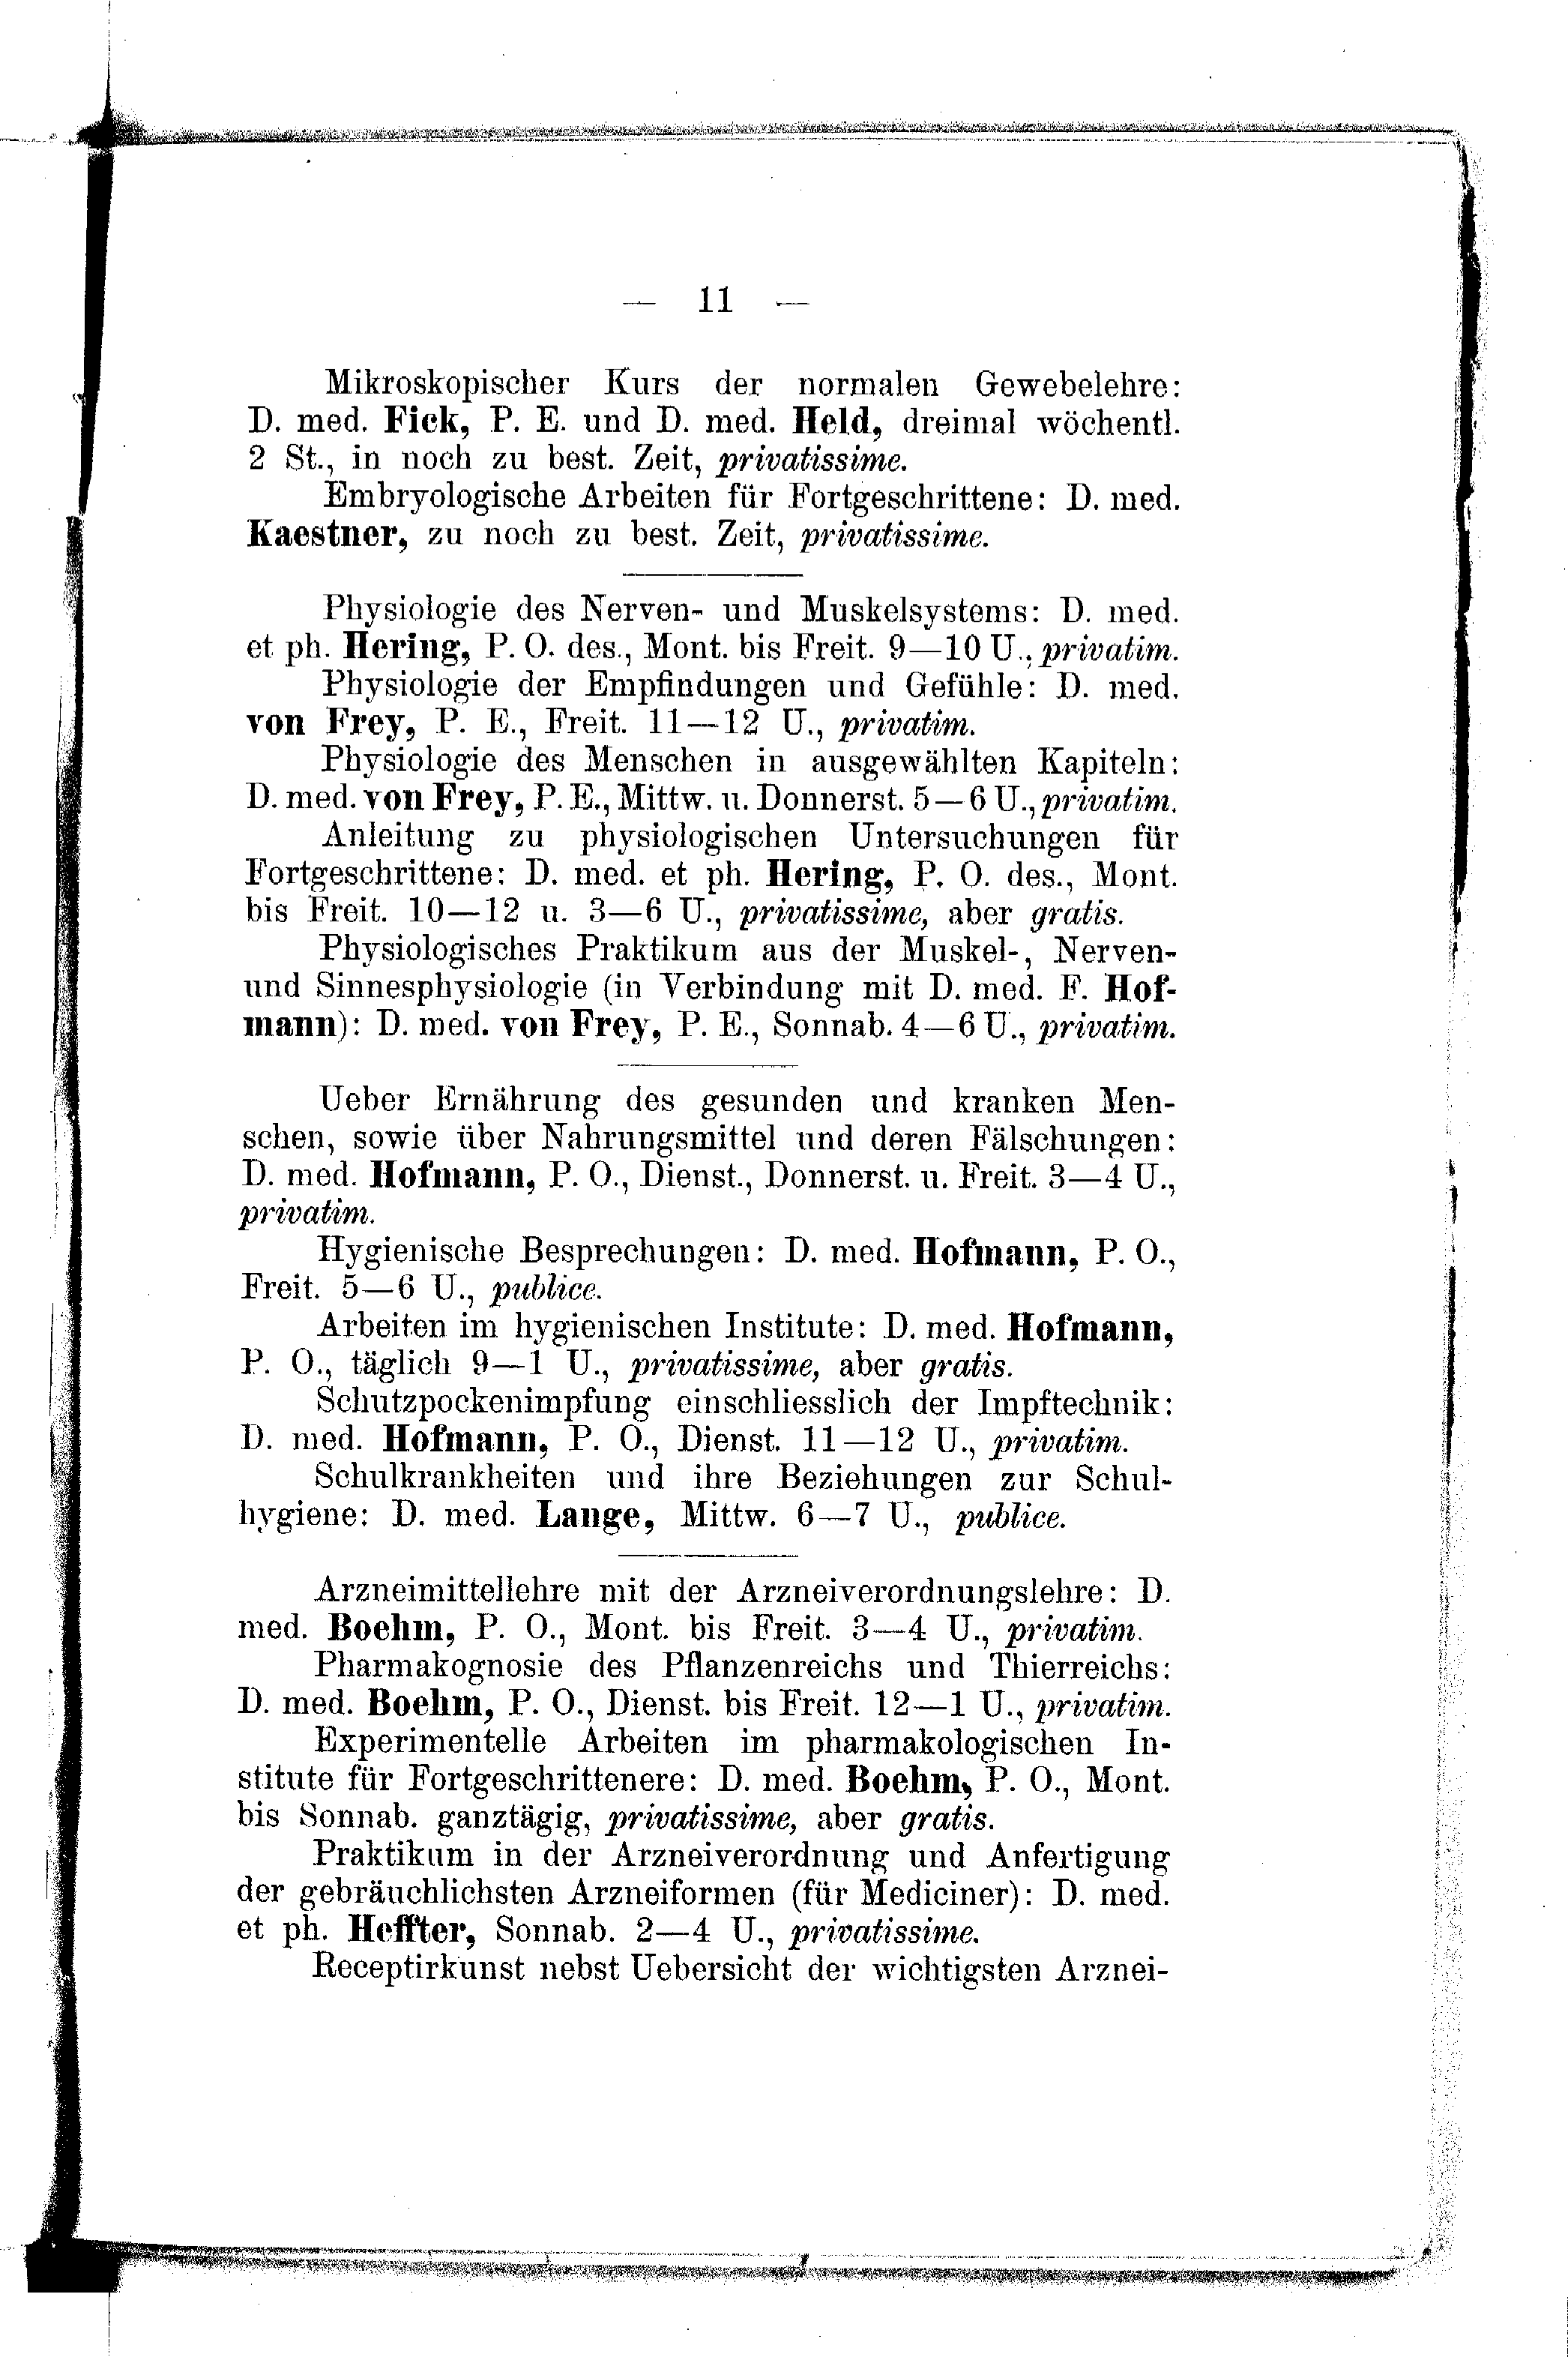 — 11 —
Mikroskopischer Kurs der normalen Gewebelehre:
D. med. Fick, P. E. und D. med. Held, dreimal wöchentl.
2 St., in noch zu best. Zeit, privatissime.
Embryologische Arbeiten für Fortgeschrittene: D. med.
Kaestner, zu noch zu best. Zeit, privatissime.
Physiologie des Nerven- und Muskelsystems: D. med.
et ph. Hering, P. O. des., Mont. bis Freit. 9—10 U., privatim.
Physiologie der Empfindungen und Gefühle: D. med.
von Frey, P. E., Freit. 11—12 U., privatim.
Physiologie des Menschen in ausgewählten Kapiteln:
D. med. von Frey, P. E., Mittw. u. Donnerst. 5—6 U., privatim.
Anleitung zu physiologischen Untersuchungen für
Fortgeschrittene: D. med. et ph. Hering, P. O. des., Mont.
bis Freit. 10—12 u. 3—6 U., privatissime, aber gratis.
Physiologisches Praktikum aus der Muskel-, Nerven-
und Sinnesphysiologie (in Verbindung mit D. med. F. Hof-
mann): D. med. von Frey, P. E., Sonnab. 4—6 U., privatim.
Ueber Ernährung des gesunden und kranken Men-
schen, sowie über Nahrungsmittel und deren Fälschungen:
D. med. Hofmann, P. O., Dienst., Donnerst. u. Freit. 3—4 U.,
privatim.
Hygienische Besprechungen: D. med. Hofmann, P. O.,
Freit. 5—6 U., publice.
Arbeiten im hygienischen Institute: D. med. Hofmann,
P. O., täglich 9—1 U., privatissime, aber gratis.
Schutzpockenimpfung einschliesslich der Impftechnik:
D. med. Hofmann, P. O., Dienst. 11—12 U., privatim.
Schulkrankheiten und ihre Beziehungen zur Schul-
hygiene: D. med. Lange, Mittw. 6—7 U., publice.
Arzneimittellehre mit der Arzneiverordnungslehre: D.
med. Boehm, P. O., Mont. bis Freit. 3—4 U., privatim.
Pharmakognosie des Pflanzenreichs und Thierreichs:
D. med. Boehm, P. O., Dienst. bis Freit. 12—1 U., privatim.
Experimentelle Arbeiten im pharmakologischen In-
stitute für Fortgeschrittenere: D. med. Boehm, P. O., Mont.
bis Sonnab. ganztägig, privatissime, aber gratis.
Praktikum in der Arzneiverordnung und Anfertigung
der gebräuchlichsten Arzneiformen (für Mediciner): D. med.
et ph. Heffter, Sonnab. 2—4 U., privatissime.
Receptirkunst nebst Uebersicht der wichtigsten Arznei-